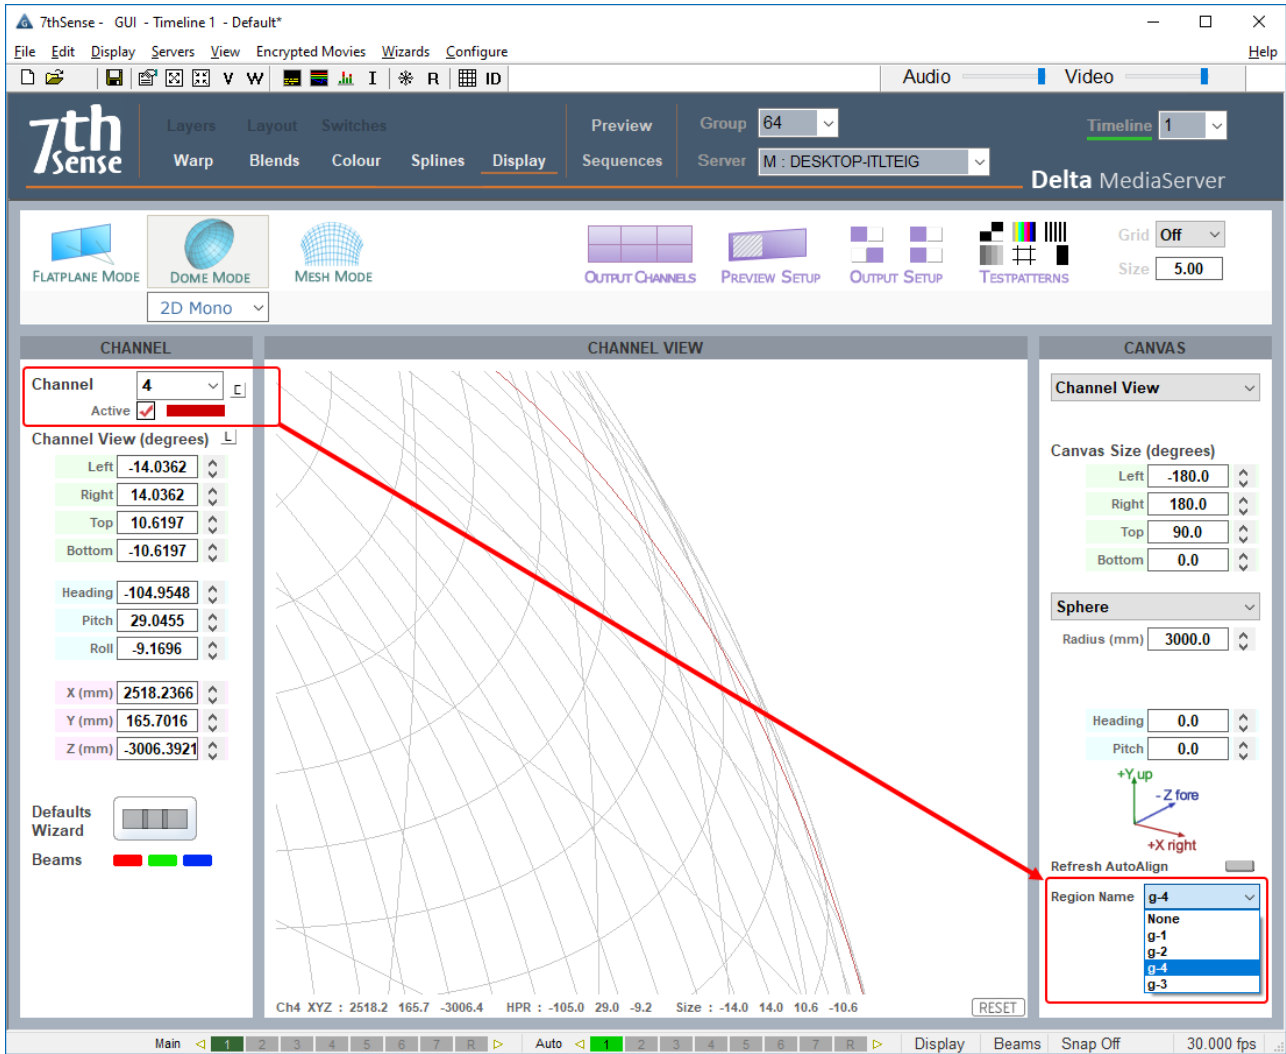 7thSense - GUI - Timeline 1 - Default*
File Edit Display Servers View Encrypted Movies Wizards Configure Help
V W I R ID Audio Video
7th Sense
Layers Layout Switches Preview Group 64 Timeline 1
Warp Blends Colour Splines Display Sequences Server M : DESKTOP-ITLTEIG
Delta MediaServer
FLATPLANE MODE DOME MODE MESH MODE OUTPUT CHANNELS PREVIEW SETUP OUTPUT SETUP TESTPATTERNS
Grid Off
Size 5.00
2D Mono
CHANNEL CHANNEL VIEW CANVAS
Channel 4 C
Active
Channel View (degrees) L
Left -14.0362
Right 14.0362
Top 10.6197
Bottom -10.6197
Heading -104.9548
Pitch 29.0455
Roll -9.1696
X (mm) 2518.2366
Y (mm) 165.7016
Z (mm) -3006.3921
Defaults
Wizard
Beams
Ch4 XYZ : 2518.2 165.7 -3006.4 HPR : -105.0 29.0 -9.2 Size : -14.0 14.0 10.6 -10.6 RESET
Channel View
Canvas Size (degrees)
Left -180.0
Right 180.0
Top 90.0
Bottom 0.0
Sphere
Radius (mm) 3000.0
Heading 0.0
Pitch 0.0
+Y up
- Z fore
+X right
Refresh AutoAlign
Region Name g-4
None
g-1
g-2
g-4
g-3
Main 1 2 3 4 5 6 7 R Auto 1 2 3 4 5 6 7 R Display Beams Snap Off 30.000 fps